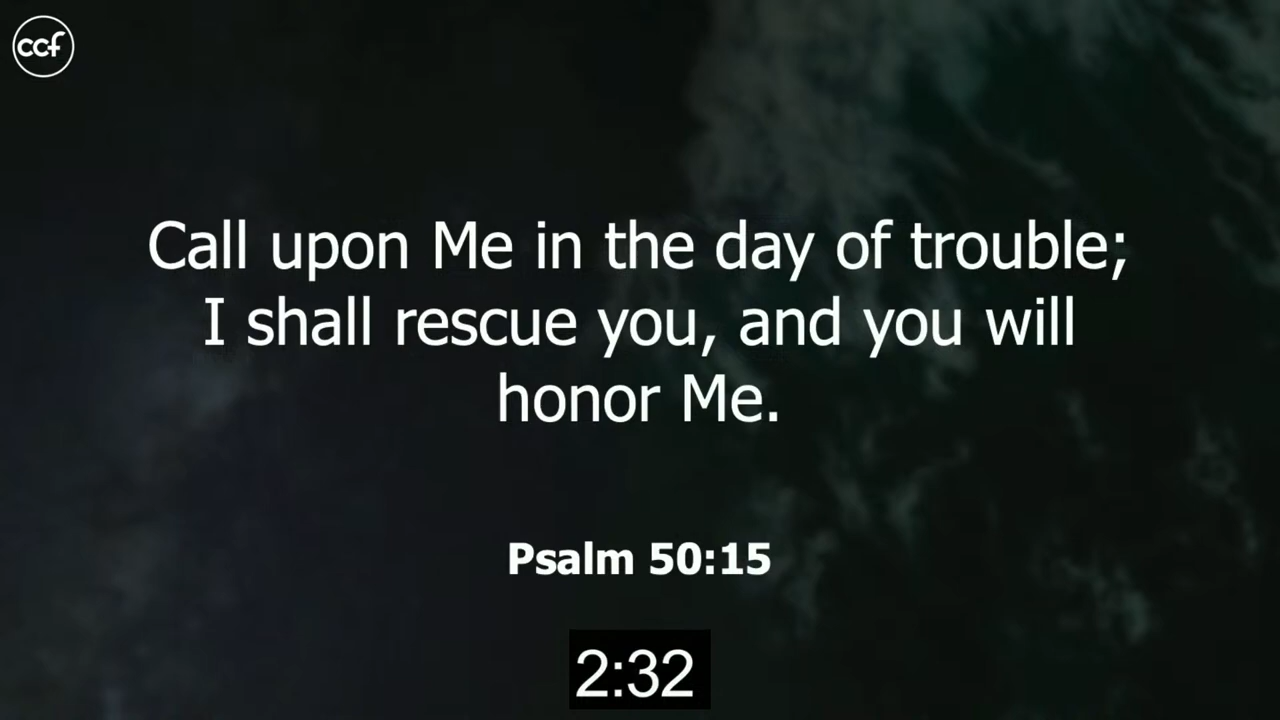 ccf
Call upon Me in the day of trouble;
I shall rescue you, and you will
honor Me.
Psalm 50:15
2:32